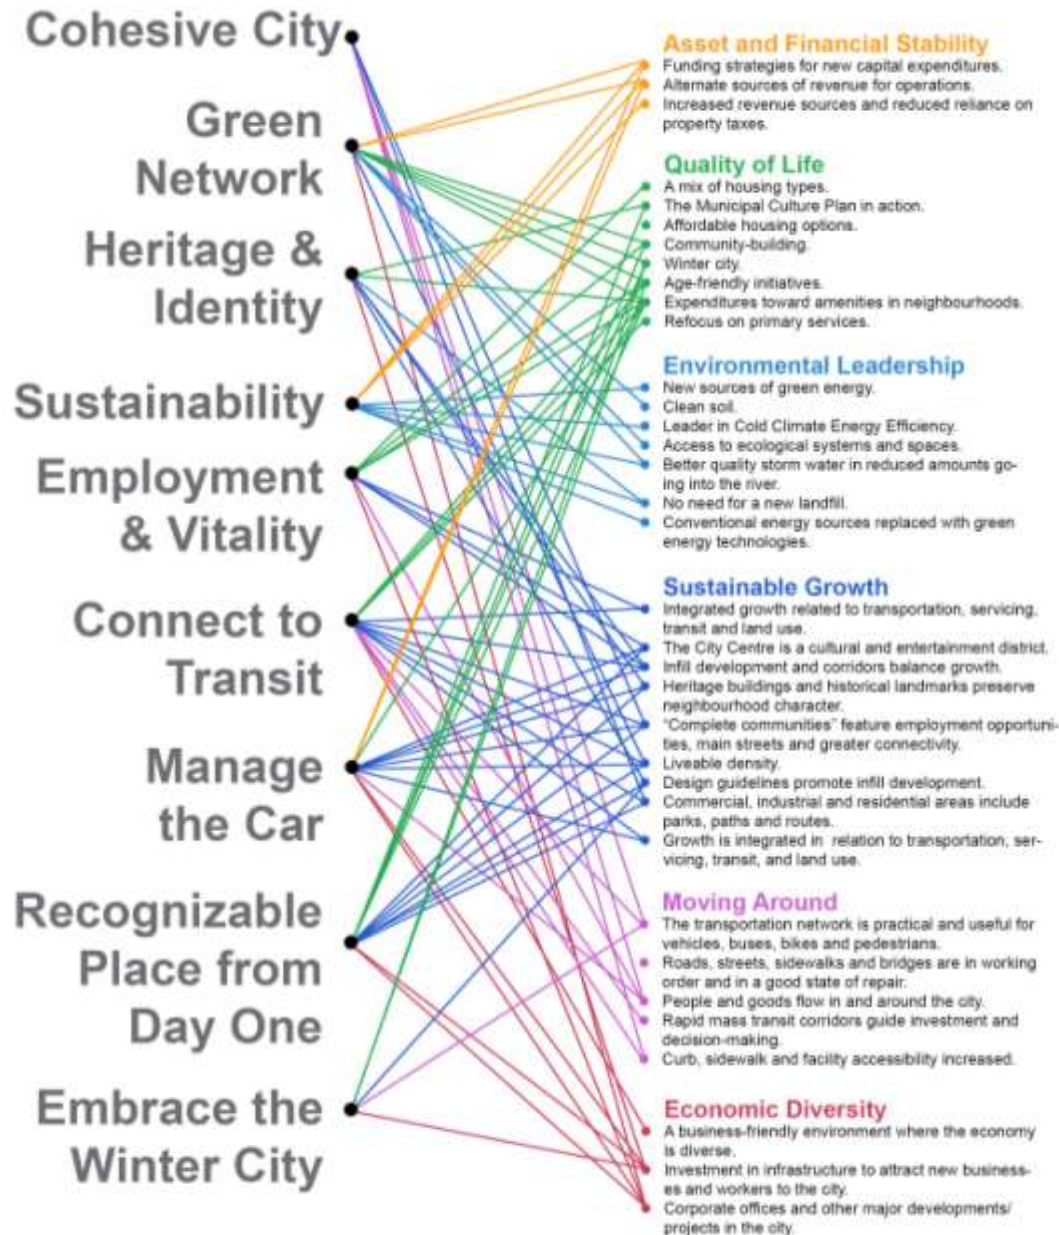 Cohesive City
Green
Network
Heritage &
Identity
Sustainability
Employment
& Vitality
Connect to
Transit
Manage
the Car
Recognizable
Place from
Day One
Embrace the
Winter City
Asset and Financial Stability
Funding strategies for new capital expenditures.
Alternate sources of revenue for operations.
Increased revenue sources and reduced reliance on
property taxes.
Quality of Life
A mix of housing types.
The Municipal Culture Plan in action.
Affordable housing options.
Community-building.
Winter city.
Age-friendly initiatives.
Expenditures toward amenities in neighbourhoods.
Refocus on primary services.
Environmental Leadership
New sources of green energy.
Clean soil.
Leader in Cold Climate Energy Efficiency.
Access to ecological systems and spaces.
Better quality storm water in reduced amounts go-
ing into the river.
No need for a new landfill.
Conventional energy sources replaced with green
energy technologies.
Sustainable Growth
Integrated growth related to transportation, servicing,
transit and land use.
The City Centre is a cultural and entertainment district.
Infill development and corridors balance growth.
Heritage buildings and historical landmarks preserve
neighbourhood character.
"Complete communities" feature employment opportuni-
ties, main streets and greater connectivity.
Liveable density.
Design guidelines promote infill development.
Commercial, industrial and residential areas include
parks, paths and routes.
Growth is integrated in relation to transportation, ser-
vicing, transit, and land use.
Moving Around
The transportation network is practical and useful for
vehicles, buses, bikes and pedestrians.
Roads, streets, sidewalks and bridges are in working
order and in a good state of repair.
People and goods flow in and around the city.
Rapid mass transit corridors guide investment and
decision-making.
Curb, sidewalk and facility accessibility increased.
Economic Diversity
A business-friendly environment where the economy
is diverse.
Investment in infrastructure to attract new business-
es and workers to the city.
Corporate offices and other major developments/
projects in the city.